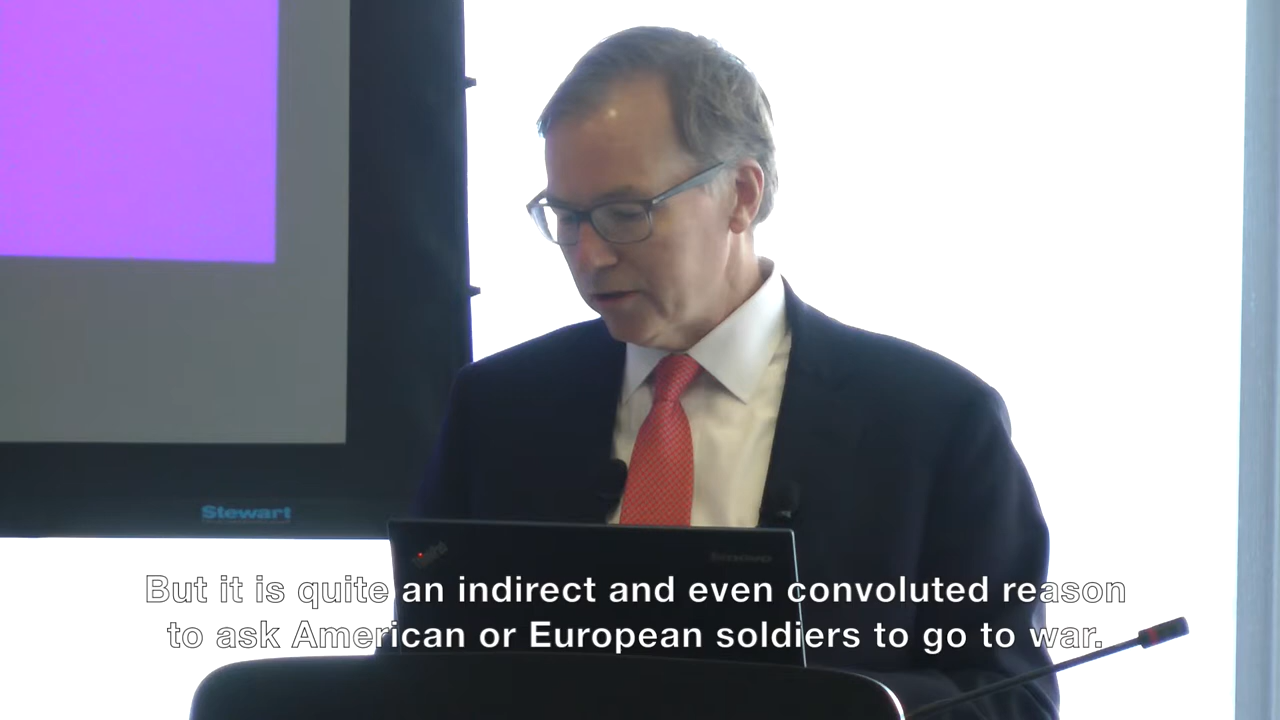 Stewart
ThinkPad
But it is quite an indirect and even convoluted reason
to ask American or European soldiers to go to war.